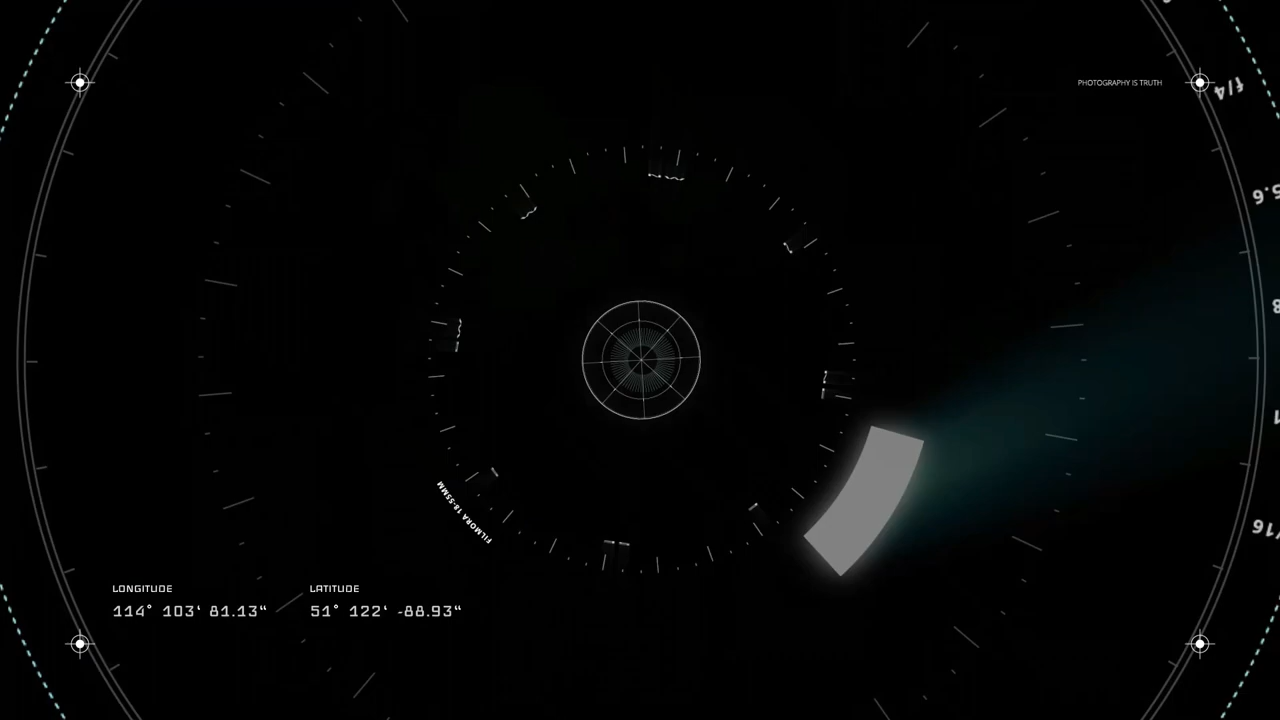 PHOTOGRAPHY IS TRUTH
f/4
5.6
8
FILMORA 18-55MM
LONGITUDE
114° 103‘ 81.13“
LATITUDE
51° 122‘ -88.93“